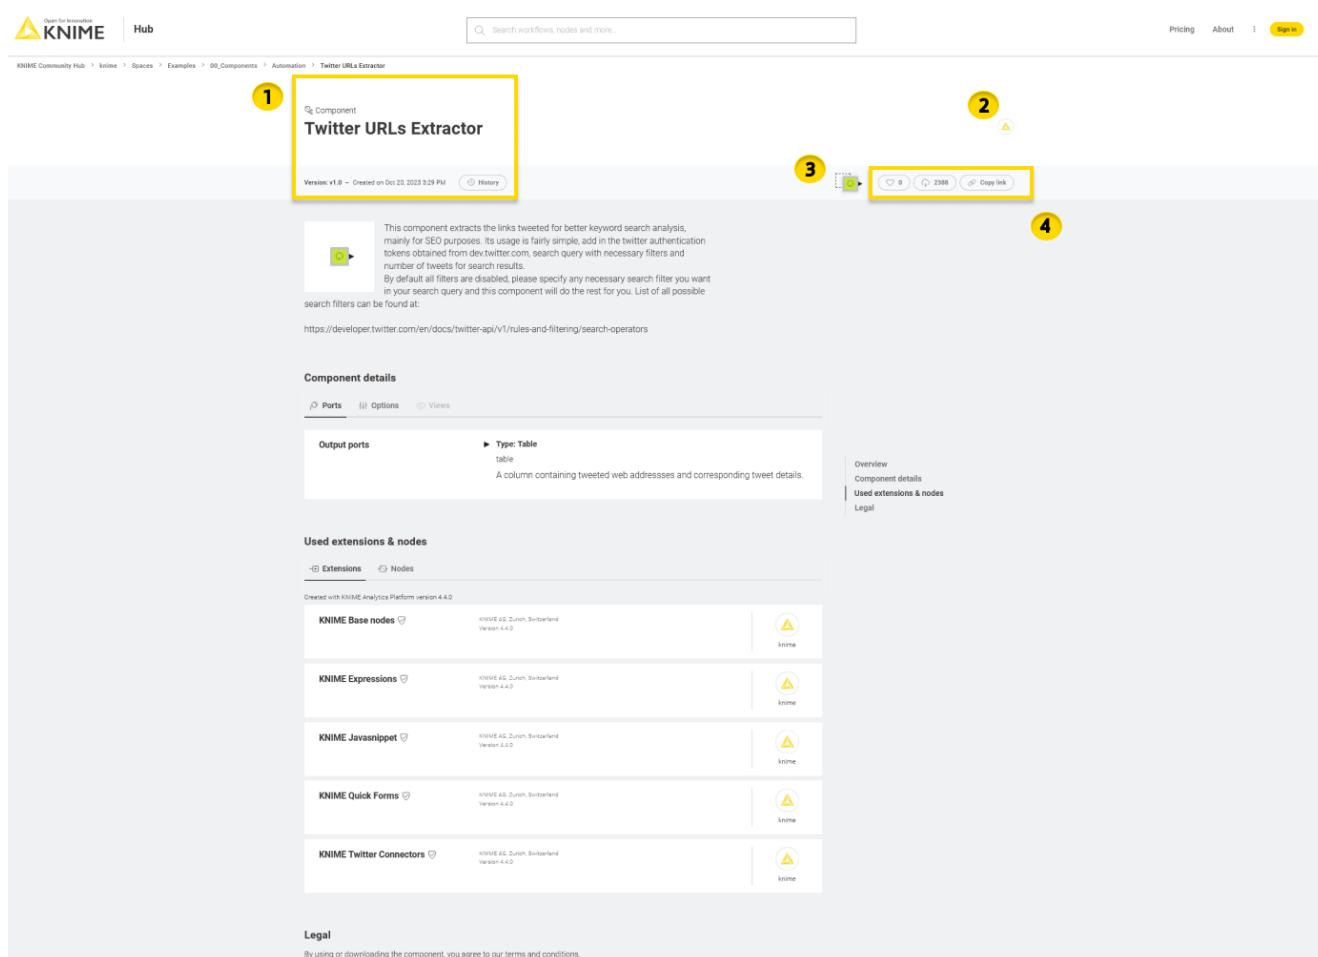 Open for Innovation
KNIME
Hub
Search workflows, nodes and more...
Pricing
About
Sign in
KNIME Community Hub > knime > Spaces > Examples > 00_Components > Automation > Twitter URLs Extractor
1
2
Component
Twitter URLs Extractor
3
Version: v1.0 – Created on Oct 23, 2023 3:29 PM
History
0
2388
Copy link
4
This component extracts the links tweeted for better keyword search analysis,
mainly for SEO purposes. Its usage is fairly simple, add in the twitter authentication
tokens obtained from dev.twitter.com, search query with necessary filters and
number of tweets for search results.
By default all filters are disabled, please specify any necessary search filter you want
in your search query and this component will do the rest for you. List of all possible
search filters can be found at:
https://developer.twitter.com/en/docs/twitter-api/v1/rules-and-filtering/search-operators
Component details
Ports
Options
Views
Output ports
Type: Table
table
A column containing tweeted web addressses and corresponding tweet details.
Overview
Component details
Used extensions & nodes
Legal
Used extensions & nodes
Extensions
Nodes
Created with KNIME Analytics Platform version 4.4.0
KNIME Base nodes
KNIME AG, Zurich, Switzerland
Version 4.4.0
knime
KNIME Expressions
KNIME AG, Zurich, Switzerland
Version 4.4.0
knime
KNIME Javasnippet
KNIME AG, Zurich, Switzerland
Version 4.4.0
knime
KNIME Quick Forms
KNIME AG, Zurich, Switzerland
Version 4.4.0
knime
KNIME Twitter Connectors
KNIME AG, Zurich, Switzerland
Version 4.4.0
knime
Legal
By using or downloading the component, you agree to our terms and conditions.